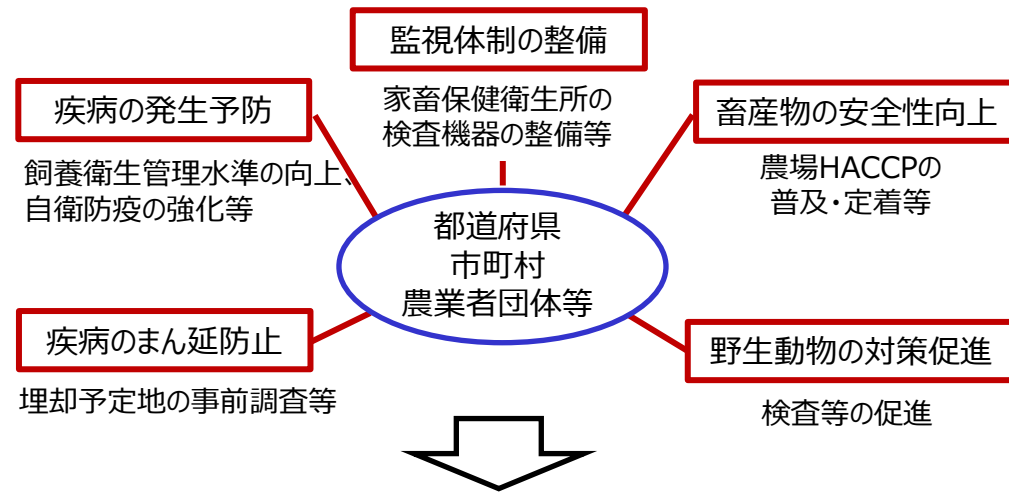 監視体制の整備
家畜保健衛生所の
検査機器の整備等
疾病の発生予防
飼養衛生管理水準の向上、
自衛防疫の強化等
畜産物の安全性向上
農場HACCPの
普及・定着等
都道府県
市町村
農業者団体等
疾病のまん延防止
埋却予定地の事前調査等
野生動物の対策促進
検査等の促進